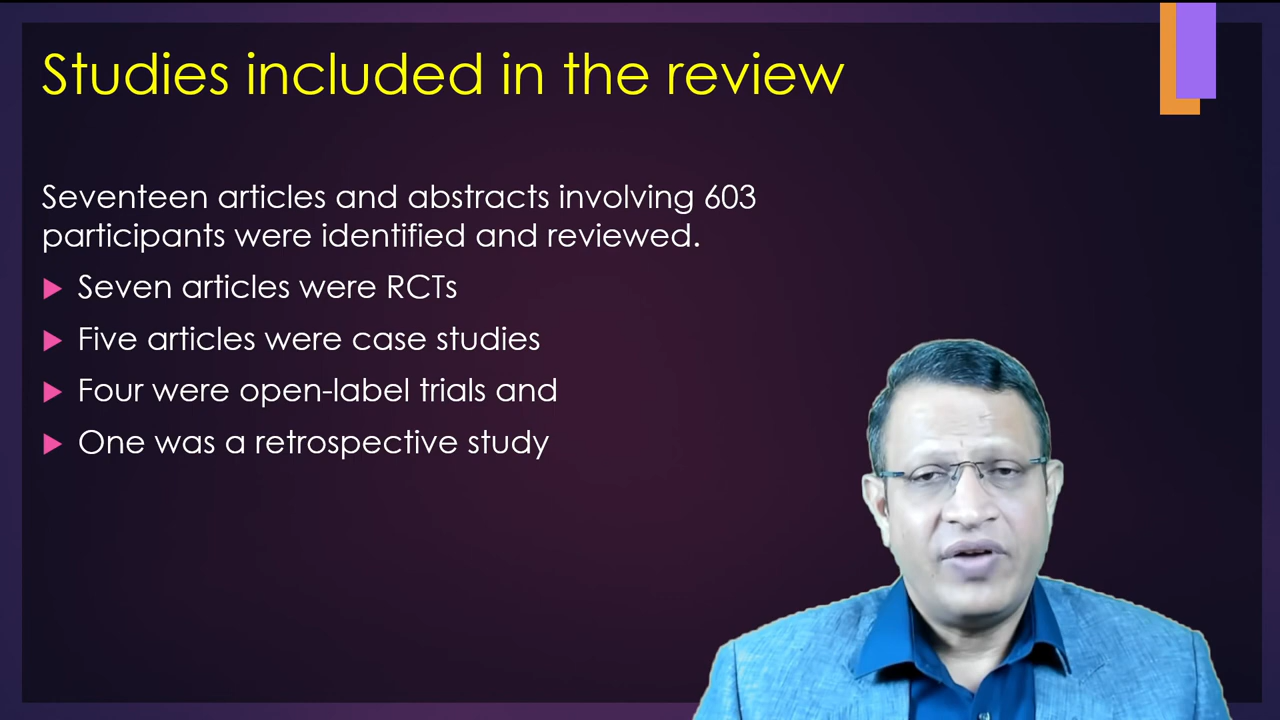 Studies included in the review
Seventeen articles and abstracts involving 603
participants were identified and reviewed.
Seven articles were RCTs
Five articles were case studies
Four were open-label trials and
One was a retrospective study